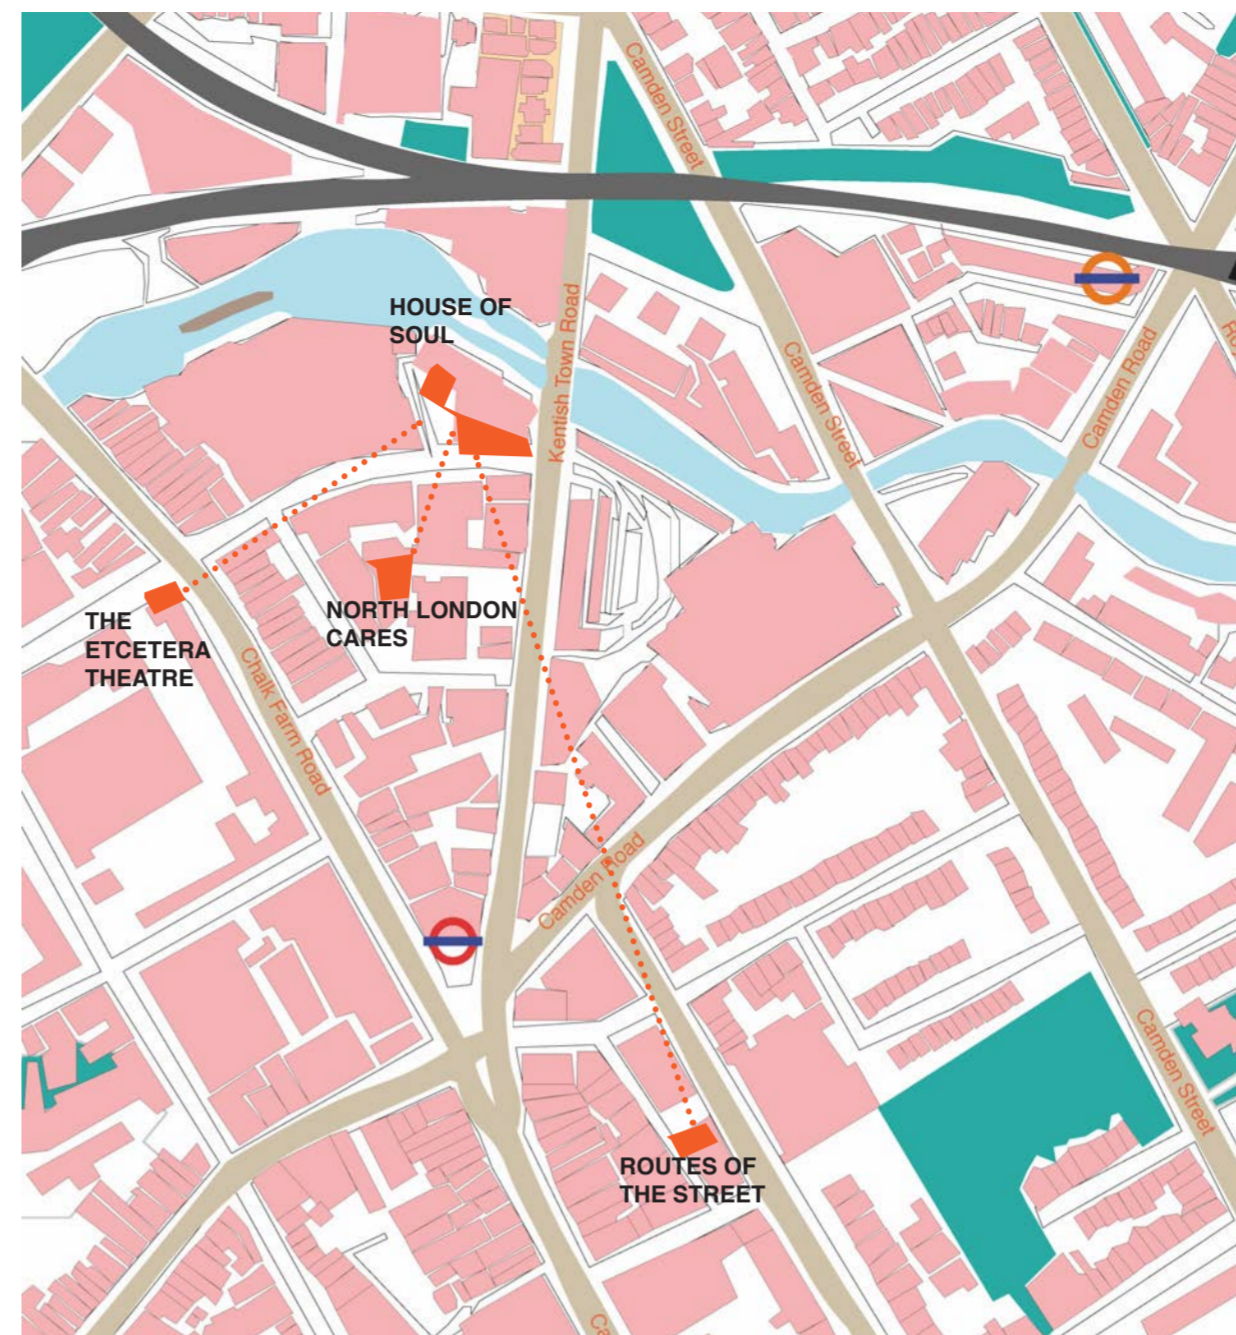 Camden Street
HOUSE OF
SOUL
Kentish Town Road
Camden Street
Camden Road
THE
ETCETERA
THEATRE
NORTH LONDON
CARES
Chalk Farm Road
Camden Road
Camden Street
ROUTES OF
THE STREET